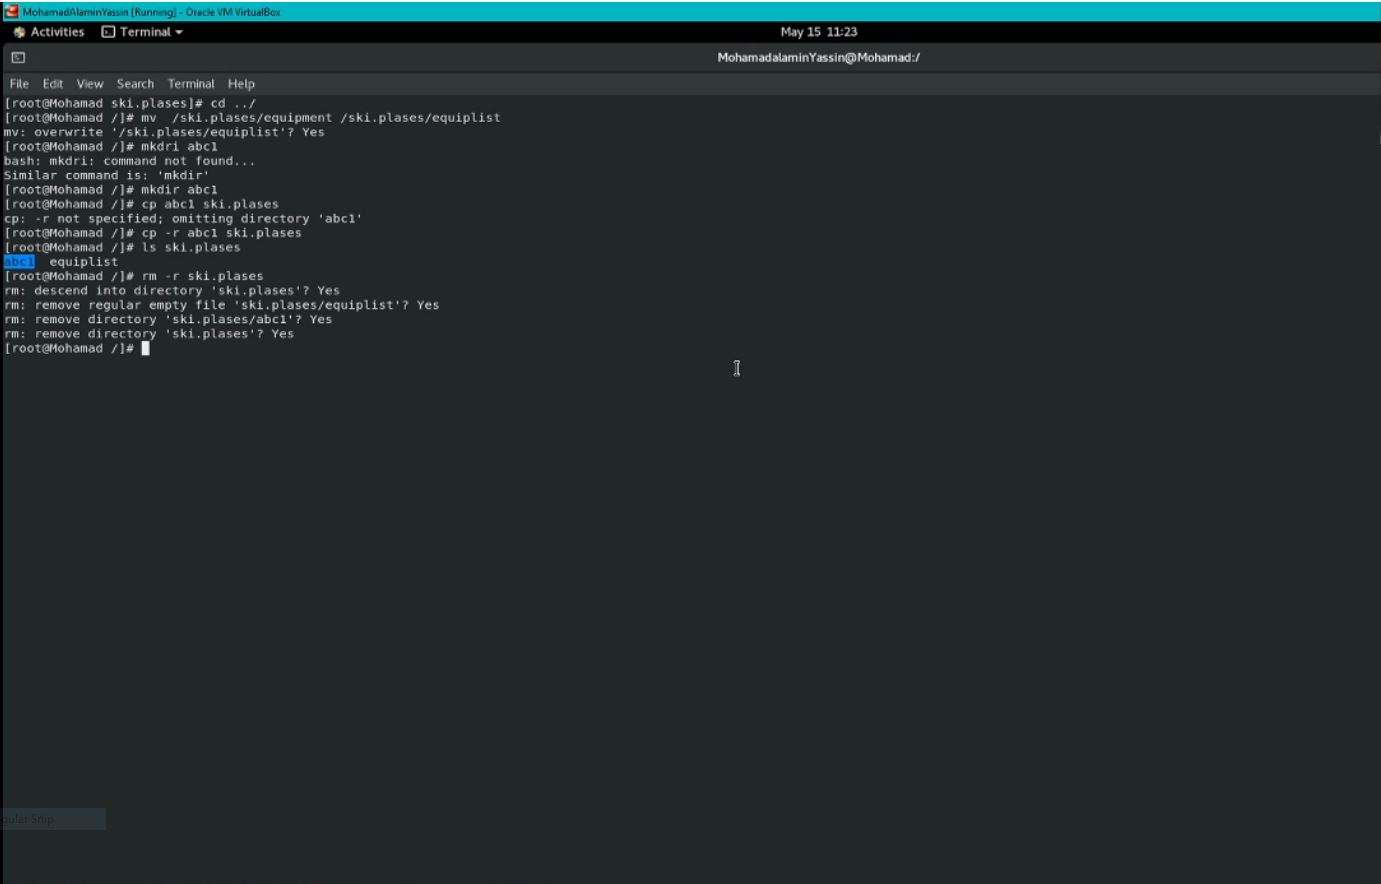 MohamadAlaminYassin [Running] - Oracle VM VirtualBox
Activities Terminal May 15 11:23
MohamadalaminYassin@Mohamad:/
File Edit View Search Terminal Help
[root@Mohamad ski.plases]# cd ../
[root@Mohamad /]# mv  /ski.plases/equipment /ski.plases/equiplist
mv: overwrite '/ski.plases/equiplist'? Yes
[root@Mohamad /]# mkdri abc1
bash: mkdri: command not found...
Similar command is: 'mkdir'
[root@Mohamad /]# mkdir abc1
[root@Mohamad /]# cp abc1 ski.plases
cp: -r not specified; omitting directory 'abc1'
[root@Mohamad /]# cp -r abc1 ski.plases
[root@Mohamad /]# ls ski.plases
abc1  equiplist
[root@Mohamad /]# rm -r ski.plases
rm: descend into directory 'ski.plases'? Yes
rm: remove regular empty file 'ski.plases/equiplist'? Yes
rm: remove directory 'ski.plases/abc1'? Yes
rm: remove directory 'ski.plases'? Yes
[root@Mohamad /]#
gular Snip